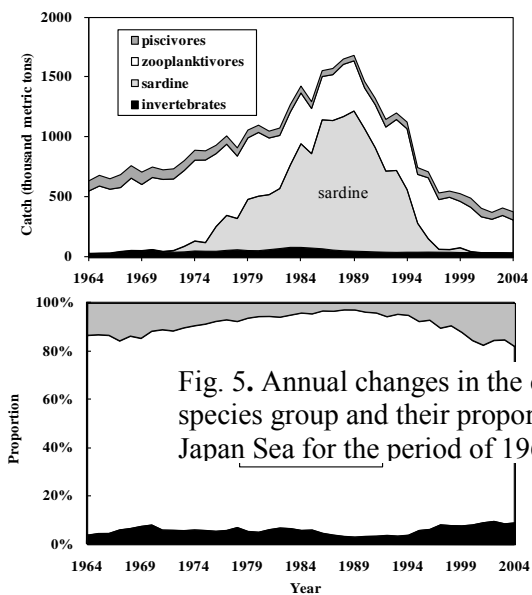 2000
1500
1000
500
0
Catch (thousand metric tons)
piscivores
zooplanktivores
sardine
invertebrates
sardine
1964 1969 1974 1979 1984 1989 1994 1999 2004
100%
80%
60%
40%
20%
0%
Proportion
Fig. 5. Annual changes in the
species group and their propor
Japan Sea for the period of 196
1964 1969 1974 1979 1984 1989 1994 1999 2004
Year